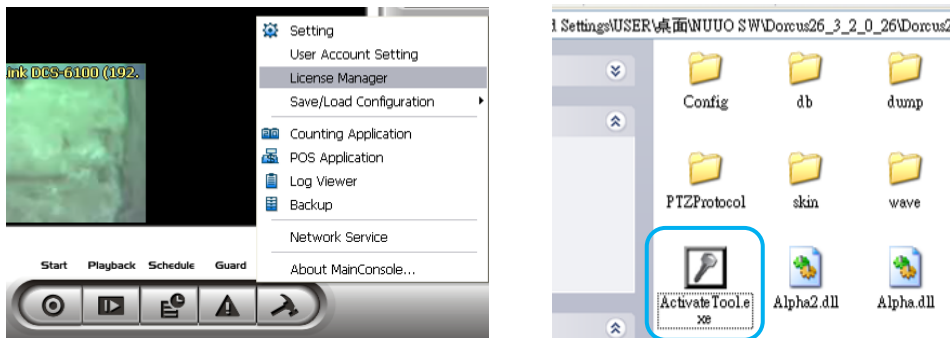 Setting
User Account Setting
License Manager
Save/Load Configuration
Counting Application
POS Application
Log Viewer
Backup
Network Service
About MainConsole...
ink DCS-6100 (192.
Start Playback Schedule Guard
d Settings\USER\桌面\NUUO SW\Dorcus26_3_2_0_26\Dorcus2
Config db dump
PTZProtocol skin wave
ActivateTool.e Alpha2.dll Alpha.dll
xe